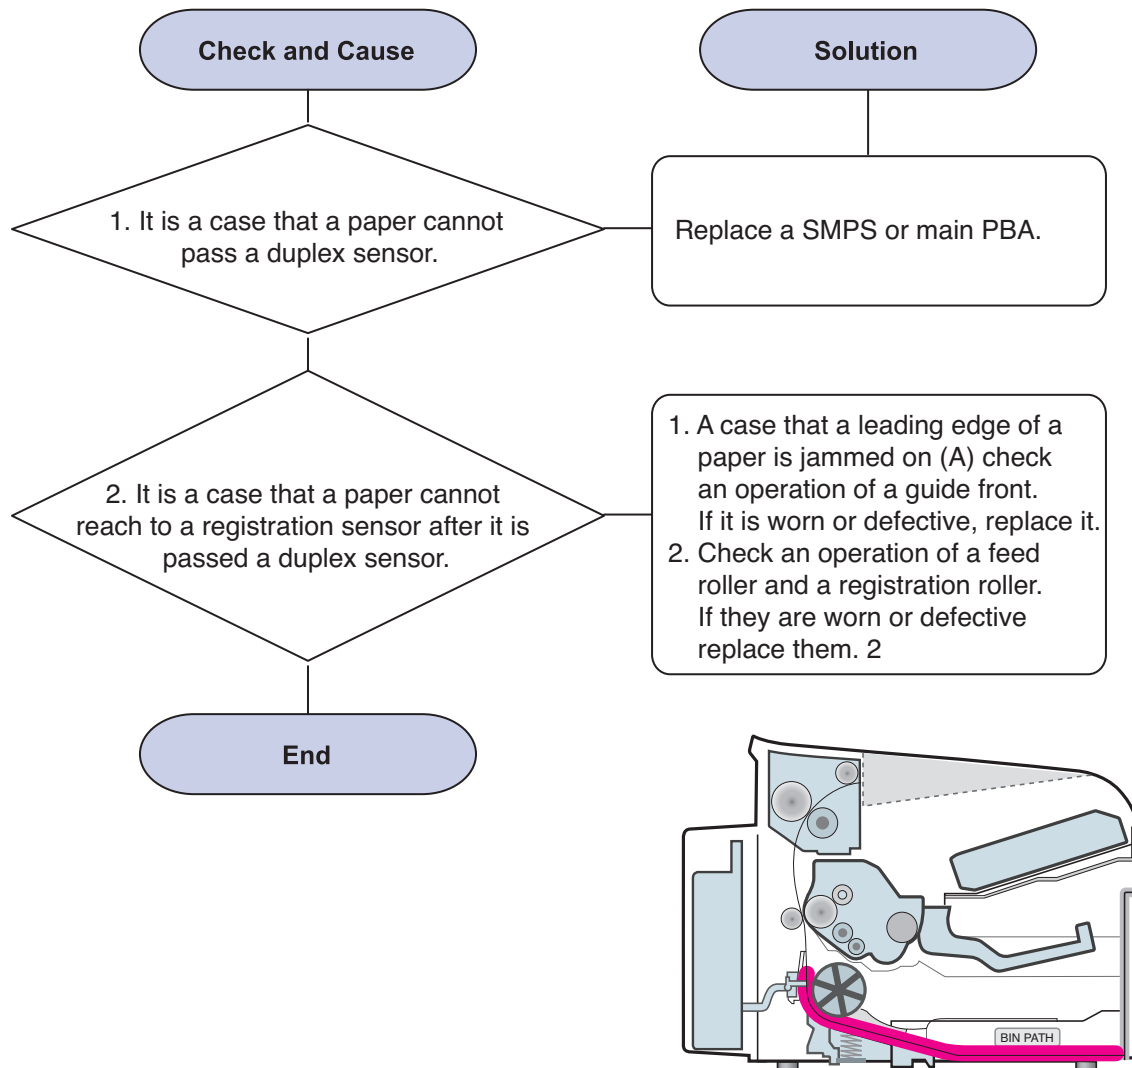 Check and Cause
Solution
1. It is a case that a paper cannot
pass a duplex sensor.
Replace a SMPS or main PBA.
2. It is a case that a paper cannot
reach to a registration sensor after it is
passed a duplex sensor.
1. A case that a leading edge of a
paper is jammed on (A) check
an operation of a guide front.
If it is worn or defective, replace it.
2. Check an operation of a feed
roller and a registration roller.
If they are worn or defective
replace them. 2
End
BIN PATH